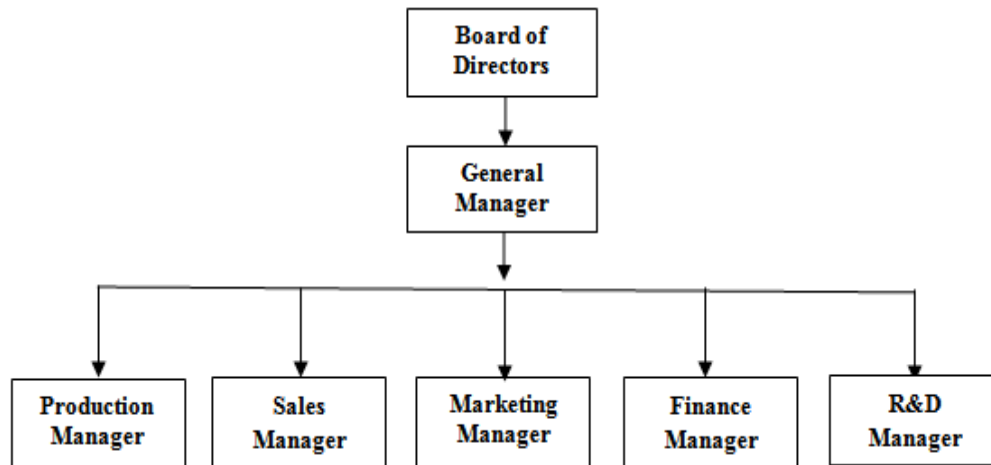 Board of
Directors
General
Manager
Production
Manager
Sales
Manager
Marketing
Manager
Finance
Manager
R&D
Manager